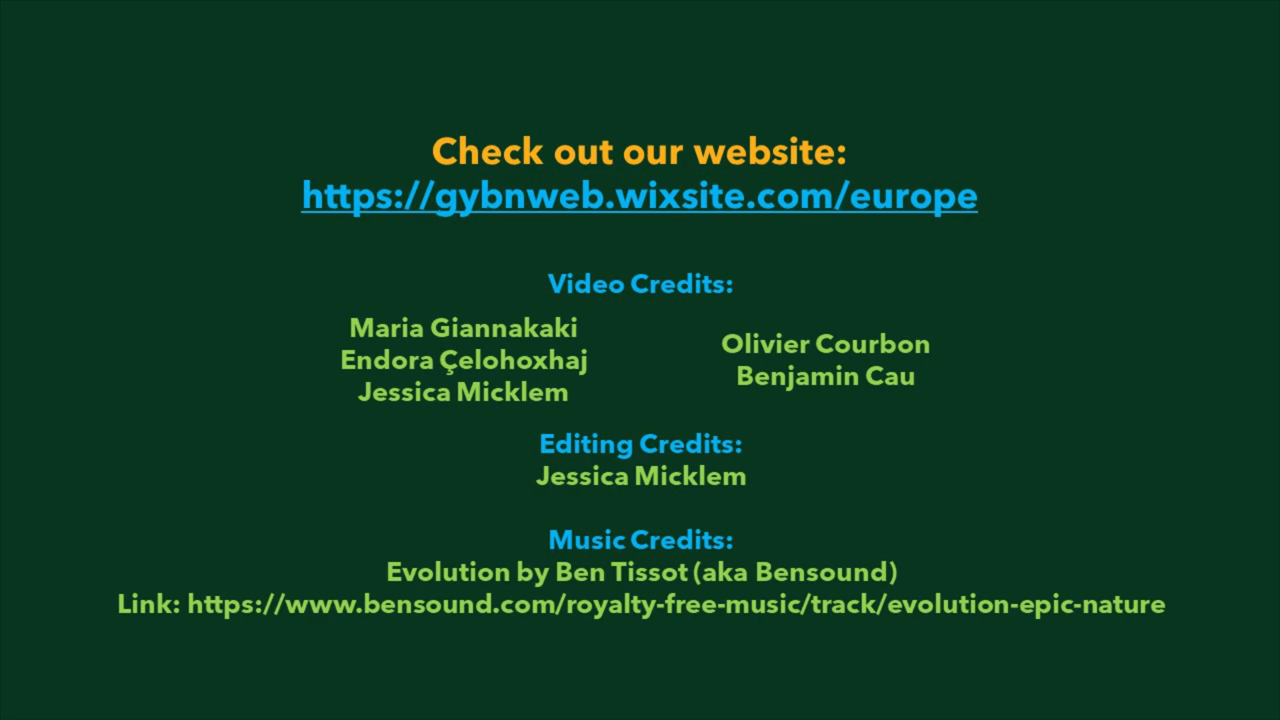 Check out our website:
https://gybnweb.wixsite.com/europe
Video Credits:
Maria Giannakaki
Endora Çelohoxhaj
Jessica Micklem
Olivier Courbon
Benjamin Cau
Editing Credits:
Jessica Micklem
Music Credits:
Evolution by Ben Tissot (aka Bensound)
Link: https://www.bensound.com/royalty-free-music/track/evolution-epic-nature